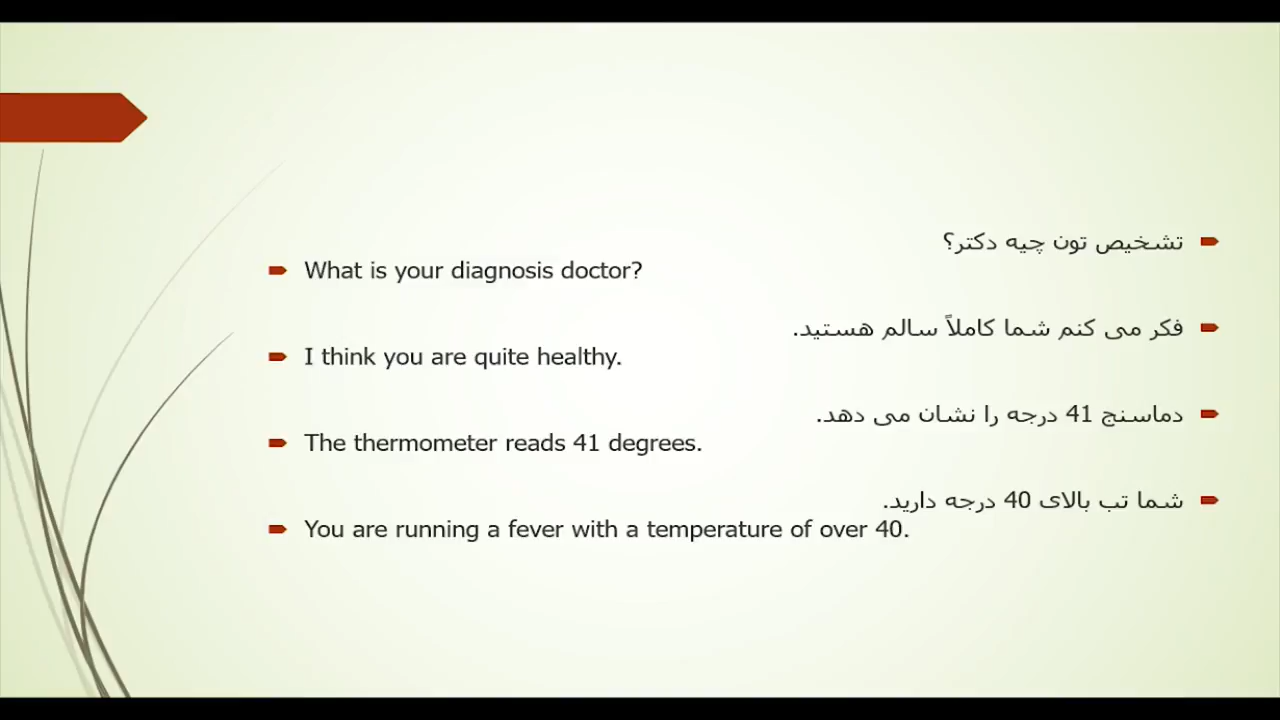 تشخیص تون چیه دکتر؟
What is your diagnosis doctor?
فکر می کنم شما کاملاً سالم هستید.
I think you are quite healthy.
دماسنج 41 درجه را نشان می دهد.
The thermometer reads 41 degrees.
شما تب بالای 40 درجه دارید.
You are running a fever with a temperature of over 40.